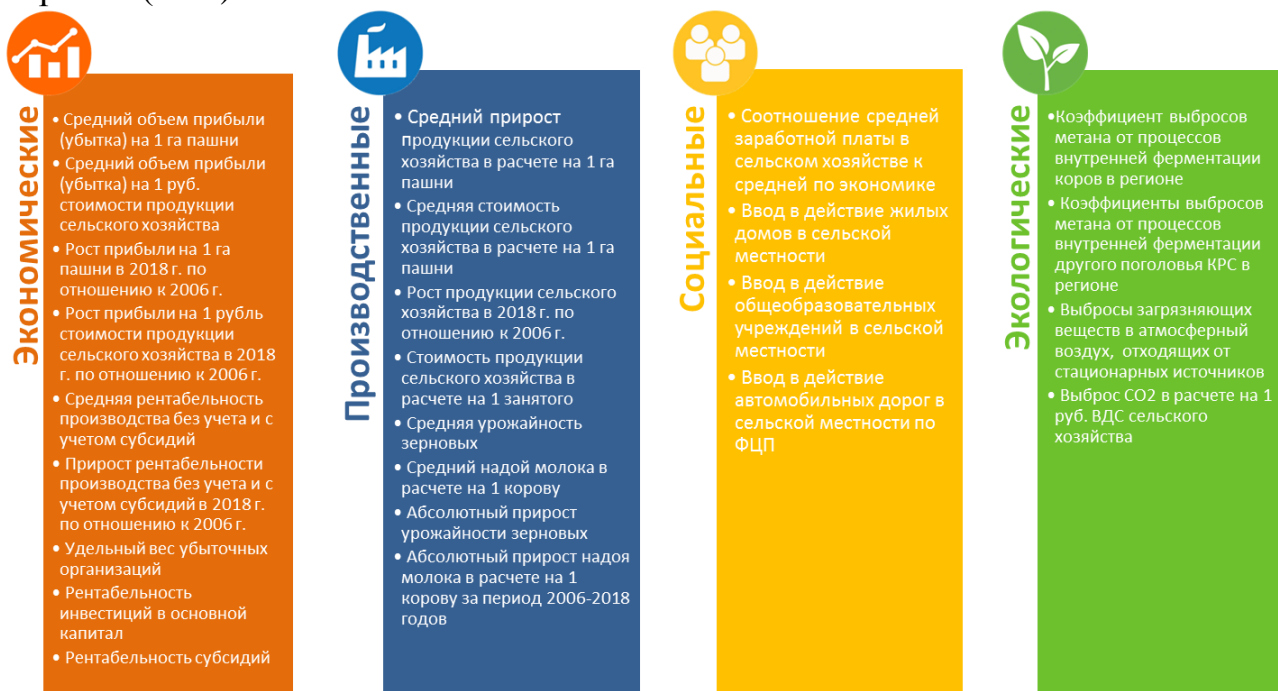 Экономические
• Средний объем прибыли
(убытка) на 1 га пашни
• Средний объем прибыли
(убытка) на 1 руб.
стоимости продукции
сельского хозяйства
• Рост прибыли на 1 га
пашни в 2018 г. по
отношению к 2006 г.
• Рост прибыли на 1 рубль
стоимости продукции
сельского хозяйства в 2018
г. по отношению к 2006 г.
• Средняя рентабельность
производства без учета и с
учетом субсидий
• Прирост рентабельности
производства без учета и с
учетом субсидий в 2018 г.
по отношению к 2006 г.
• Удельный вес убыточных
организаций
• Рентабельность
инвестиций в основной
капитал
• Рентабельность субсидий
Производственные
• Средний прирост
продукции сельского
хозяйства в расчете на 1 га
пашни
• Средняя стоимость
продукции сельского
хозяйства в расчете на 1 га
пашни
• Рост продукции сельского
хозяйства в 2018 г. по
отношению к 2006 г.
• Стоимость продукции
сельского хозяйства в
расчете на 1 занятого
• Средняя урожайность
зерновых
• Средний надой молока в
расчете на 1 корову
• Абсолютный прирост
урожайности зерновых
• Абсолютный прирост надоя
молока в расчете на 1
корову за период 2006-2018
годов
Социальные
• Соотношение средней
заработной платы в
сельском хозяйстве к
средней по экономике
• Ввод в действие жилых
домов в сельской
местности
• Ввод в действие
общеобразовательных
учреждений в сельской
местности
• Ввод в действие
автомобильных дорог в
сельской местности по
ФЦП
Экологические
•Коэффициент выбросов
метана от процессов
внутренней ферментации
коров в регионе
• Коэффициенты выбросов
метана от процессов
внутренней ферментации
другого поголовья КРС в
регионе
• Выбросы загрязняющих
веществ в атмосферный
воздух, отходящих от
стационарных источников
• Выброс СО2 в расчете на 1
руб. ВДС сельского
хозяйства